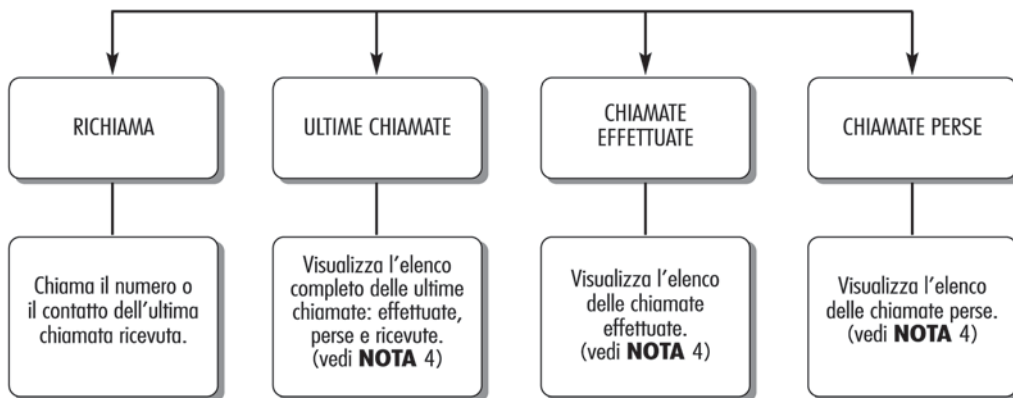 RICHIAMA
ULTIME CHIAMATE
CHIAMATE
EFFETTUATE
CHIAMATE PERSE
Chiama il numero o
il contatto dell'ultima
chiamata ricevuta.
Visualizza l'elenco
completo delle ultime
chiamate: effettuate,
perse e ricevute.
(vedi NOTA 4)
Visualizza l'elenco
delle chiamate
effettuate.
(vedi NOTA 4)
Visualizza l'elenco
delle chiamate perse.
(vedi NOTA 4)